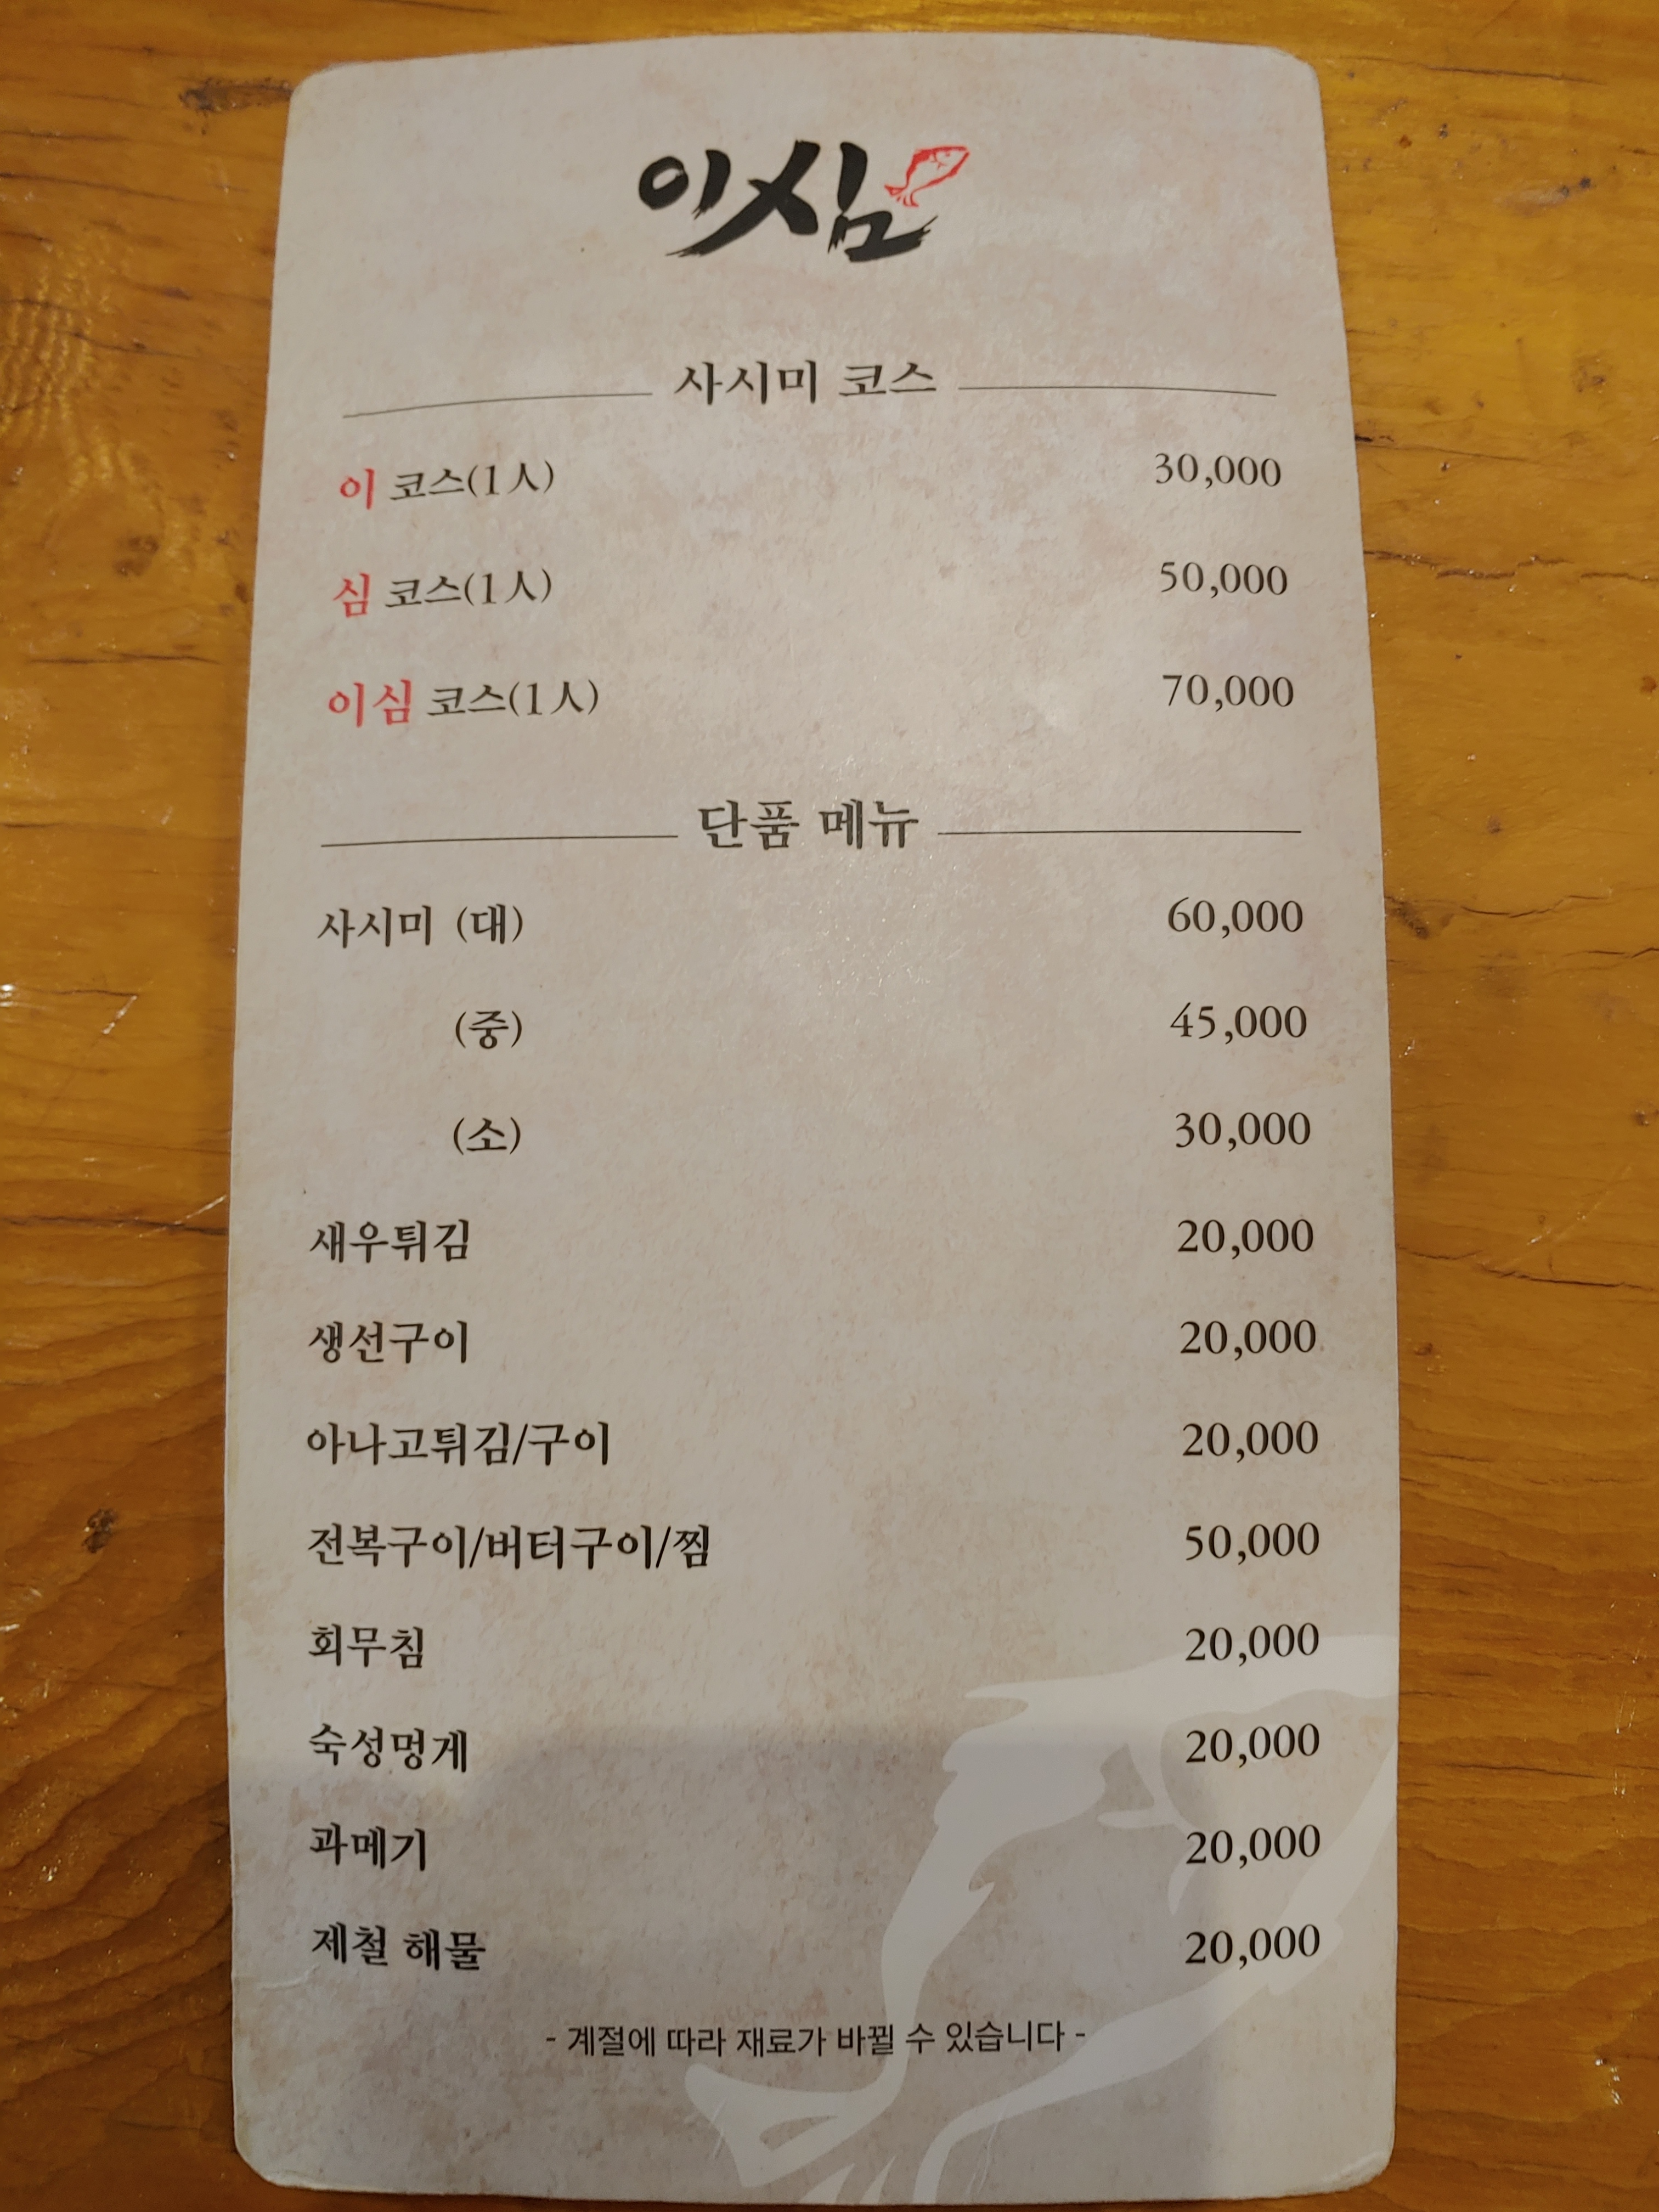 이심
사시미 코스
이 코스(1人) 30,000
심 코스(1人) 50,000
이심 코스(1人) 70,000
단품 메뉴
사시미 (대) 60,000
(중) 45,000
(소) 30,000
새우튀김 20,000
생선구이 20,000
아나고튀김/구이 20,000
전복구이/버터구이/찜 50,000
회무침 20,000
숙성멍게 20,000
과메기 20,000
제철 해물 20,000
- 계절에 따라 재료가 바뀔 수 있습니다 -